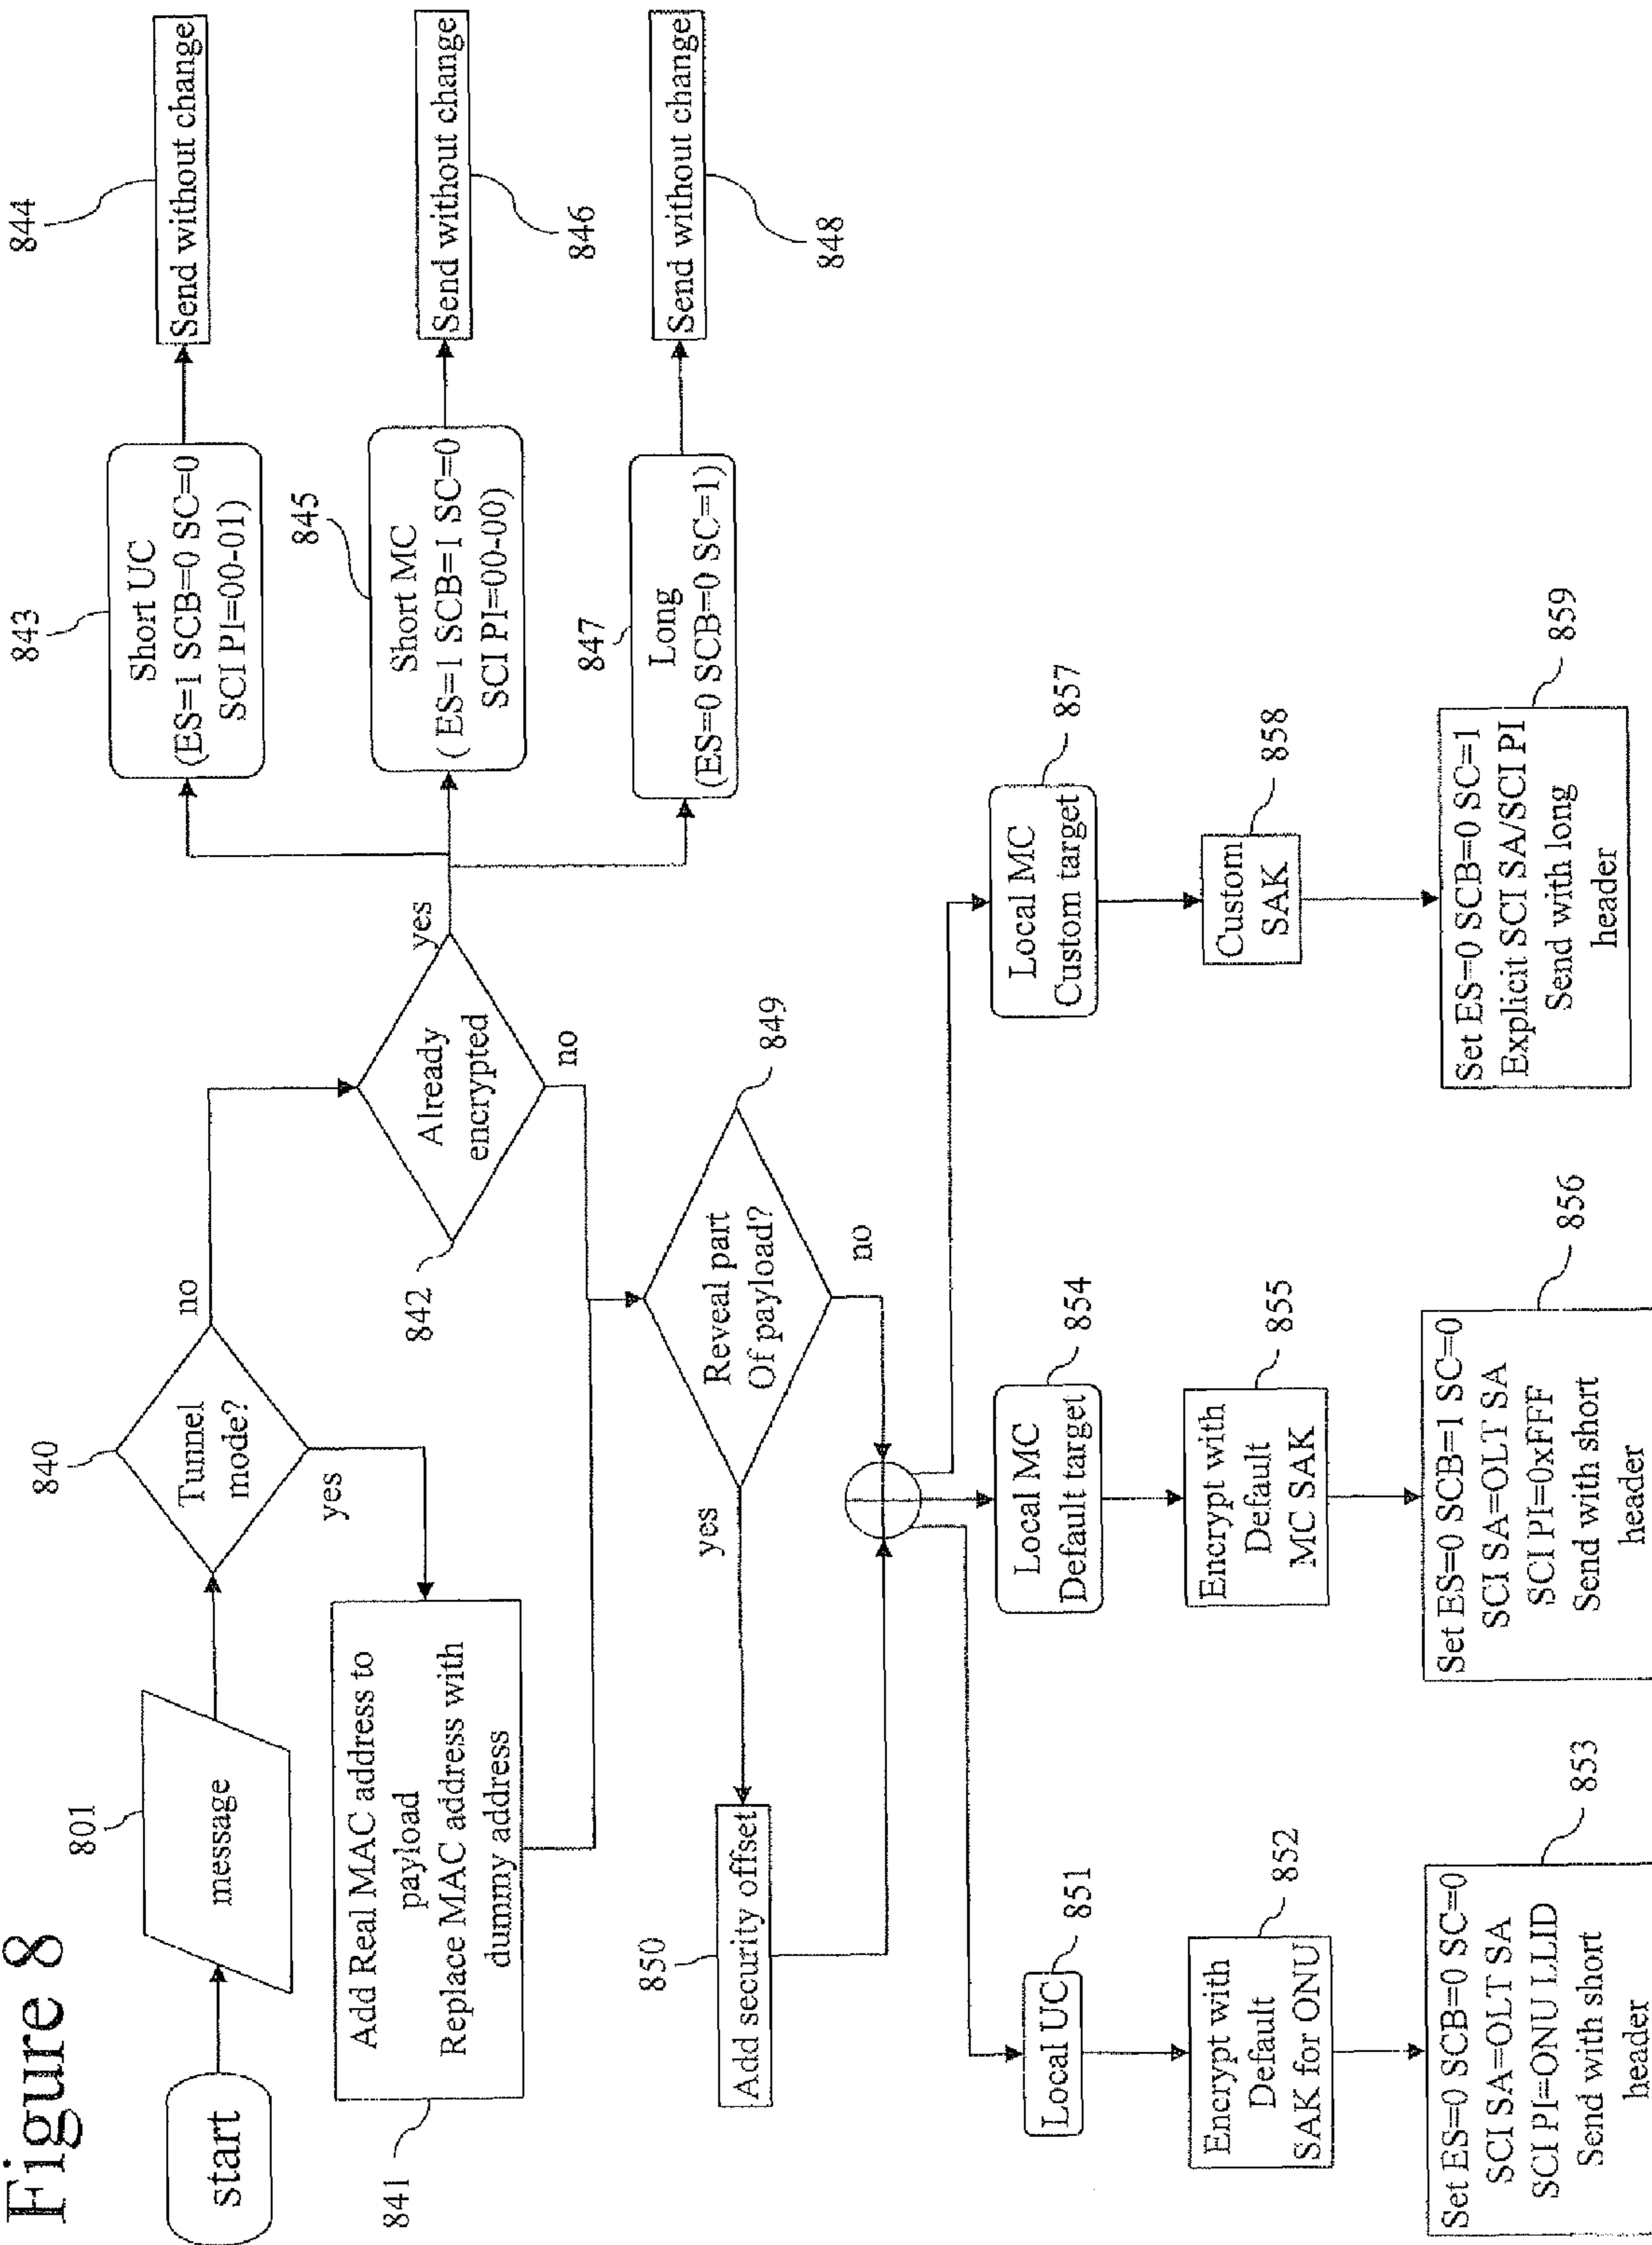 Figure 8
start
801
message
840
Tunnel
mode?
no
yes
841
Add Real MAC address to
payload
Replace MAC address with
dummy address
842
Already
encrypted
yes
no
843
Short UC
(ES=1 SCB=0 SC=0
SCI PI=00-01)
844
Send without change
845
Short MC
( ES=1 SCB=1 SC=0
SCI PI=00-00)
846
Send without change
847
Long
(ES=0 SCB=0 SC=1)
848
Send without change
849
Reveal part
Of payload?
yes
no
850
Add security offset
851
Local UC
852
Encrypt with
Default
SAK for ONU
853
Set ES=0 SCB=0 SC=0
SCI SA=OLT SA
SCI PI=ONU LLID
Send with short
header
854
Local MC
Default target
855
Encrypt with
Default
MC SAK
856
Set ES=0 SCB=1 SC=0
SCI SA=OLT SA
SCI PI=0xFFF
Send with short
header
857
Local MC
Custom target
858
Custom
SAK
859
Set ES=0 SCB=0 SC=1
Explicit SCI SA/SCI PI
Send with long
header